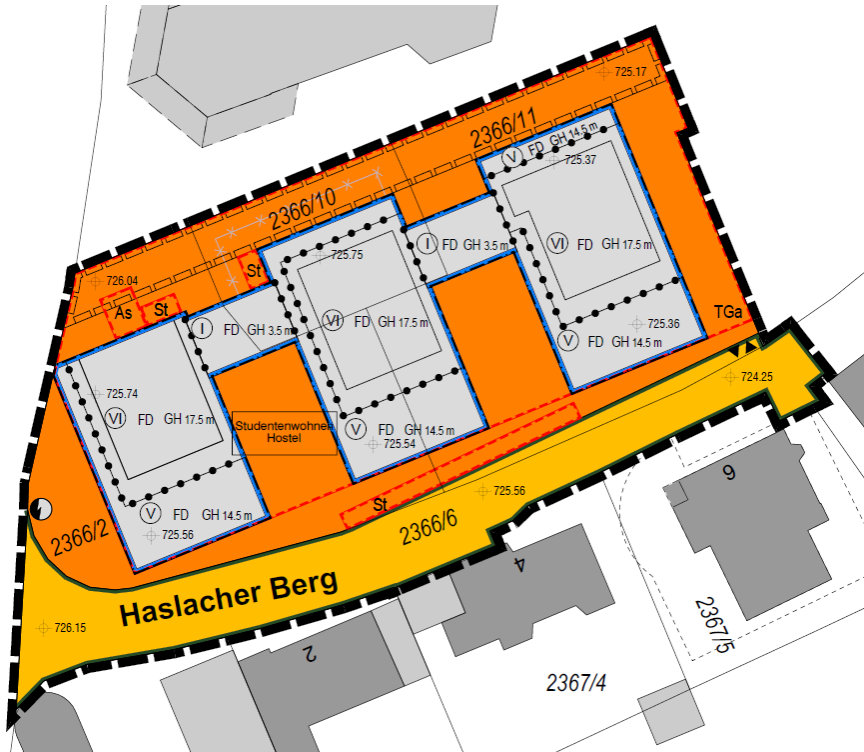 725.17
2366/11
V FD GH 14.5 m
725.37
2366/10
I FD GH 3.5 m
VI FD GH 17.5 m
725.75
726.04
St
As
St
I FD GH 3.5 m
VI FD GH 17.5 m
725.36
TGa
V FD GH 14.5 m
724.25
725.74
VI FD GH 17.5 m
Studentenwohnen
Hostel
V FD GH 14.5 m
725.54
725.56
St
V FD GH 14.5 m
725.56
2366/2
2366/6
Haslacher Berg
726.15
2
4
6
2367/5
2367/4